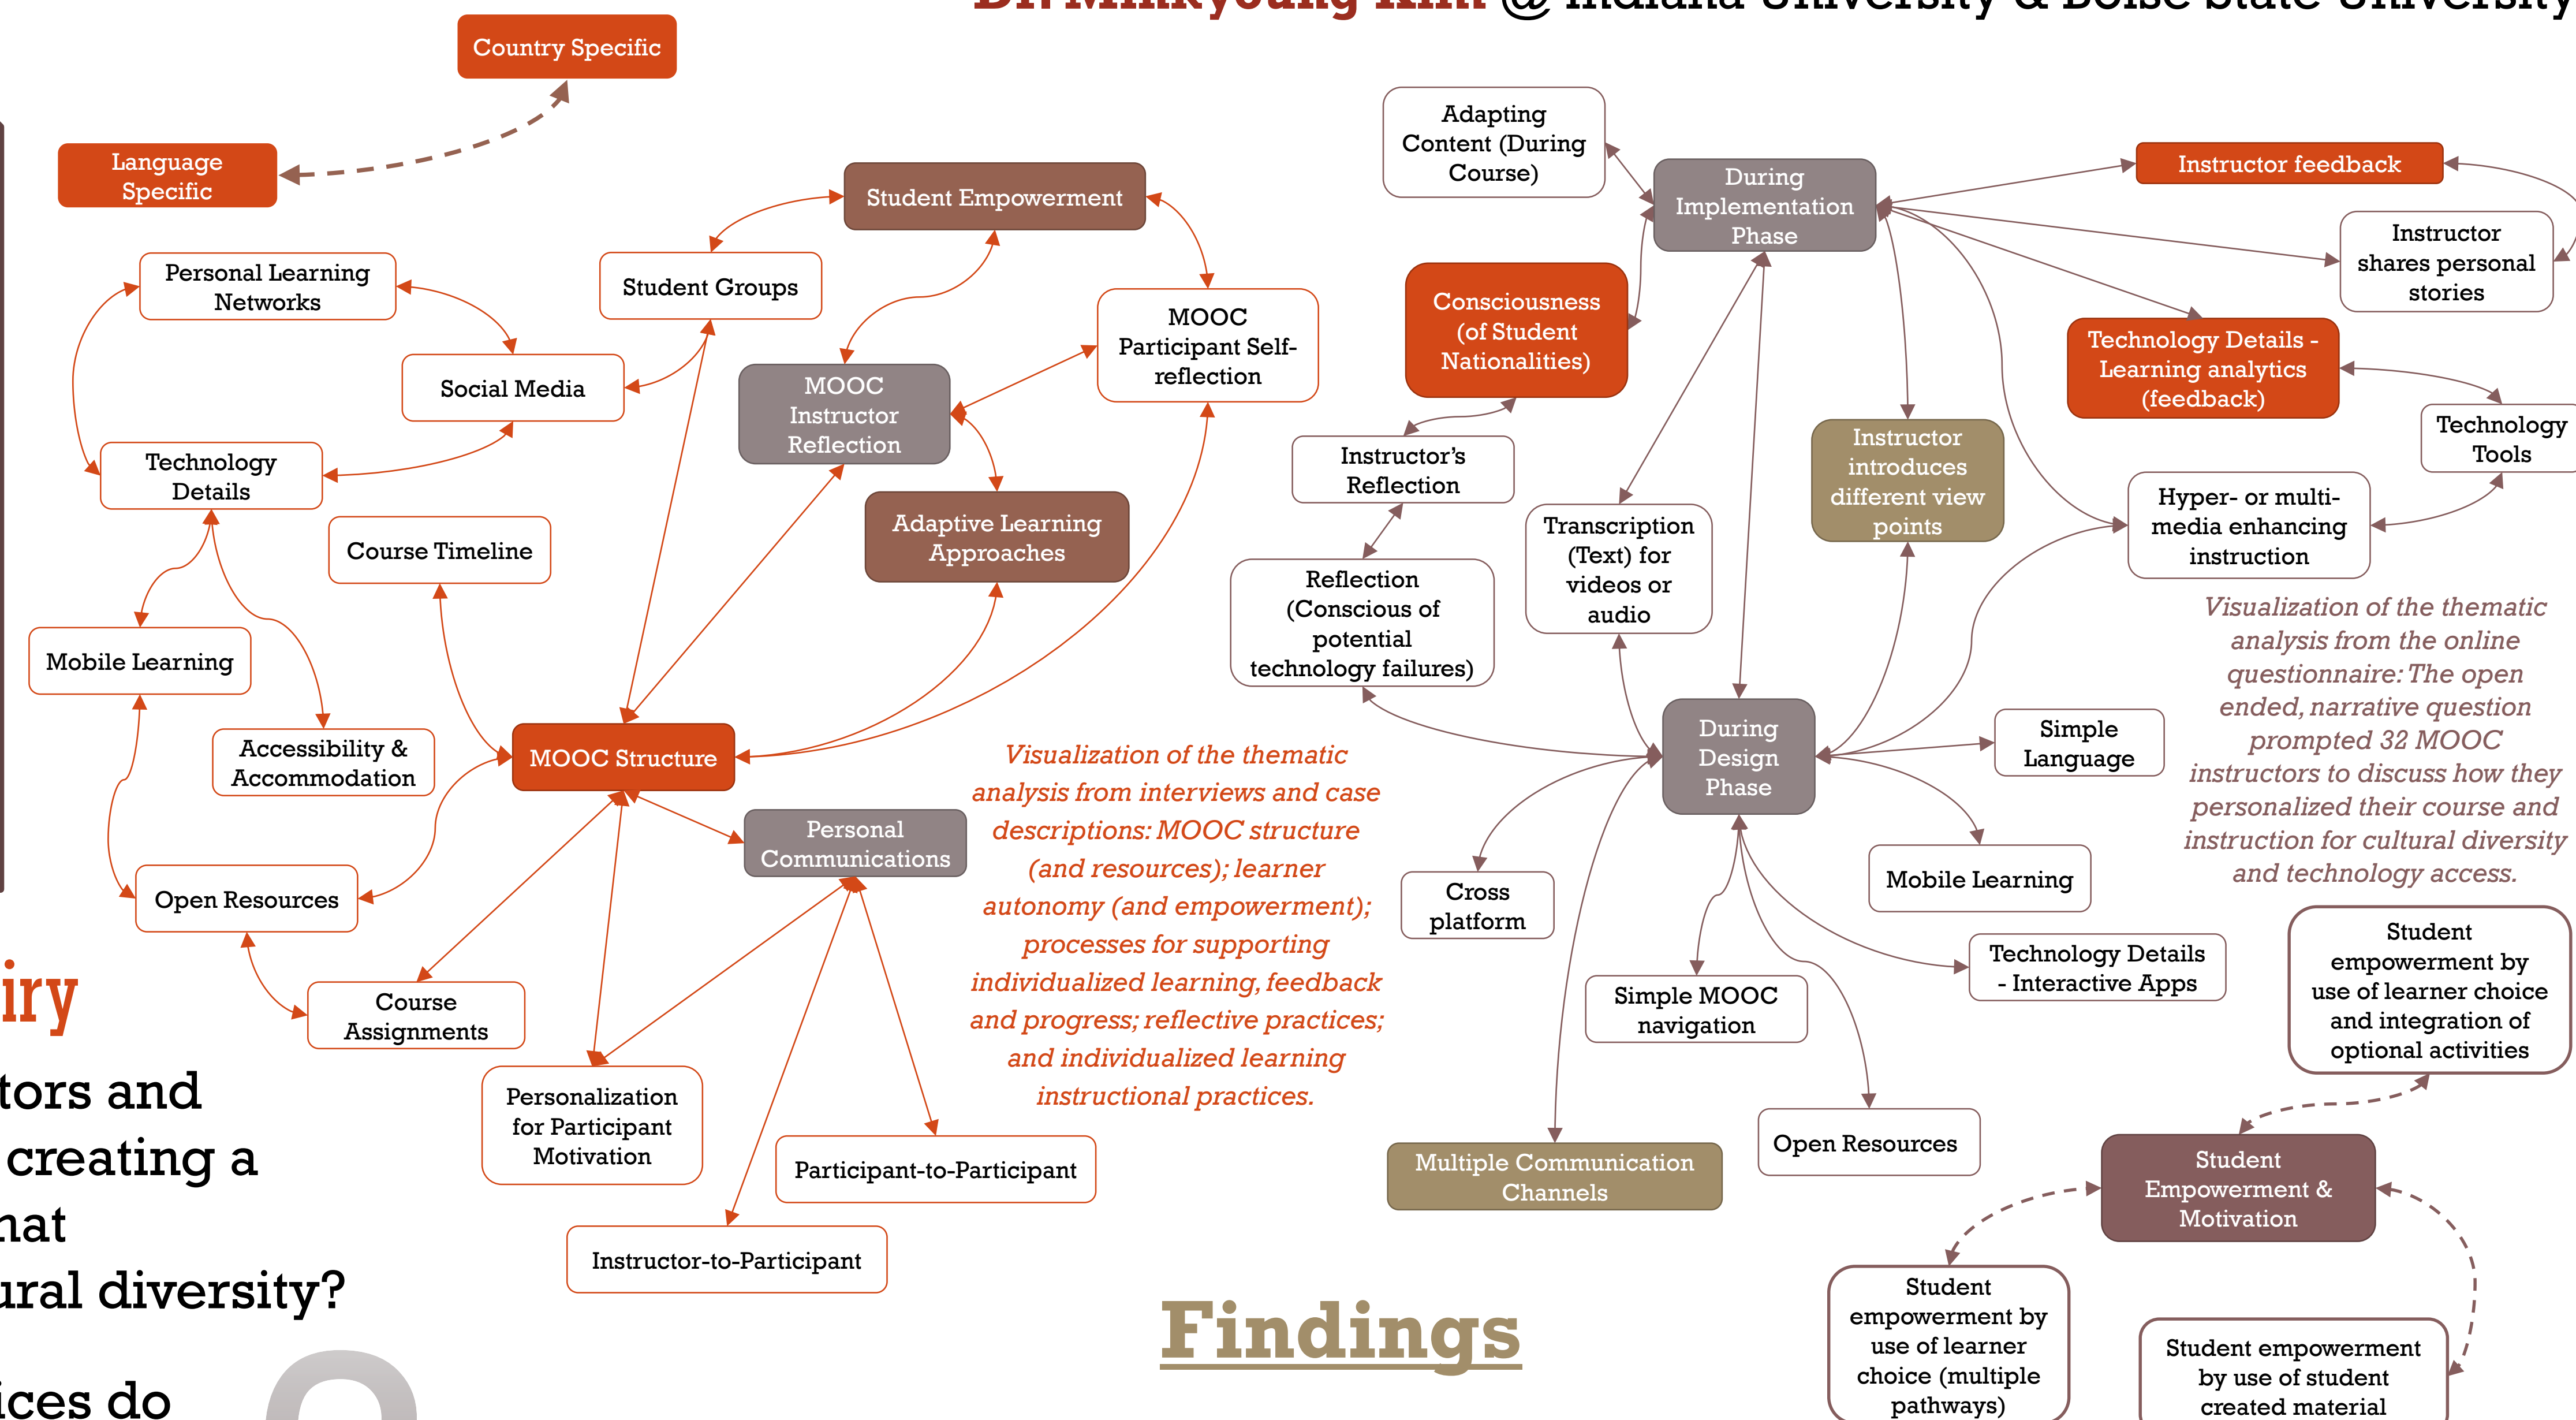 Dr. Minkyoung Kim @ Indiana University & Boise State University
Country Specific
Language
Specific
Student Empowerment
Personal Learning
Networks
Student Groups
MOOC
Participant Self-
reflection
Social Media
MOOC
Instructor
Reflection
Technology
Details
Course Timeline
Adaptive Learning
Approaches
Mobile Learning
Accessibility &
Accommodation
MOOC Structure
Personal
Communications
Open Resources
Course
Assignments
Personalization
for Participant
Motivation
Participant-to-Participant
Instructor-to-Participant
Visualization of the thematic
analysis from interviews and case
descriptions: MOOC structure
(and resources); learner
autonomy (and empowerment);
processes for supporting
individualized learning, feedback
and progress; reflective practices;
and individualized learning
instructional practices.
Adapting
Content (During
Course)
During
Implementation
Phase
Instructor feedback
Instructor
shares personal
stories
Consciousness
(of Student
Nationalities)
Technology Details -
Learning analytics
(feedback)
Technology
Tools
Instructor
introduces
different view
points
Instructor's
Reflection
Hyper- or multi-
media enhancing
instruction
Transcription
(Text) for
videos or
audio
Reflection
(Conscious of
potential
technology failures)
During
Design
Phase
Simple
Language
Mobile Learning
Cross
platform
Technology Details
- Interactive Apps
Simple MOOC
navigation
Open Resources
Multiple Communication
Channels
Visualization of the thematic
analysis from the online
questionnaire: The open
ended, narrative question
prompted 32 MOOC
instructors to discuss how they
personalized their course and
instruction for cultural diversity
and technology access.
Student
empowerment by
use of learner choice
and integration of
optional activities
Student
Empowerment &
Motivation
Student
empowerment by
use of learner
choice (multiple
pathways)
Student empowerment
by use of student
created material
iry
tors and
creating a
hat
ural diversity?
ices do
Findings